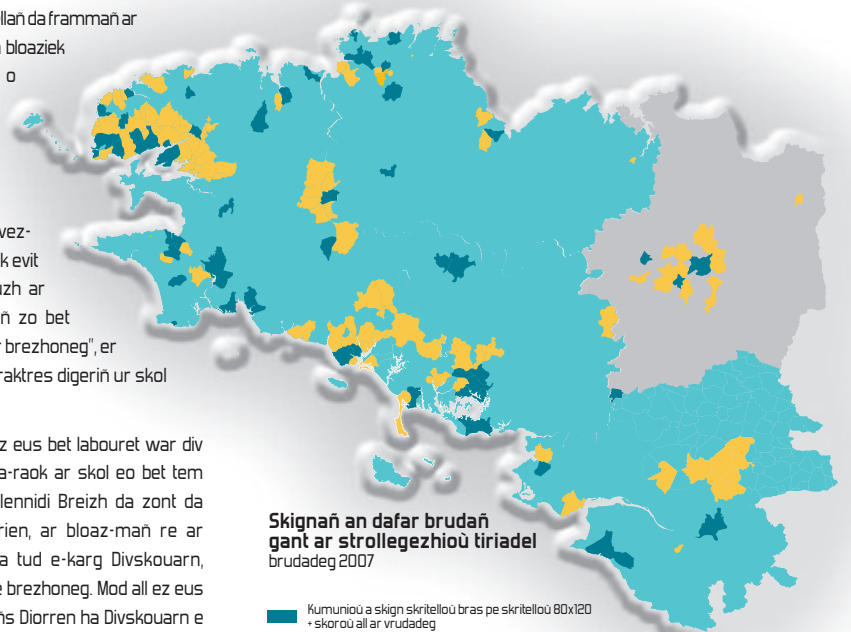 ellañ da frammañ ar
bloaziek
o
vez-
k evit
zh ar
ñ zo bet
r brezhoneg", er
raktres digeriñ ur skol
z eus bet labouret war div
a-raok ar skol eo bet tem
lennidi Breizh da zont da
rien, ar bloaz-mañ re ar
a tud e-karg Divskouarn,
e brezhoneg. Mod all ez eus
ñs Diorren ha Divskouarn e
Skignañ an dafar brudañ
gant ar strollegezhioù tiriadel
brudadeg 2007
Kumunioù a skign skritelloù bras pe skritelloù 80x120
+ skoroù all ar vrudadeg